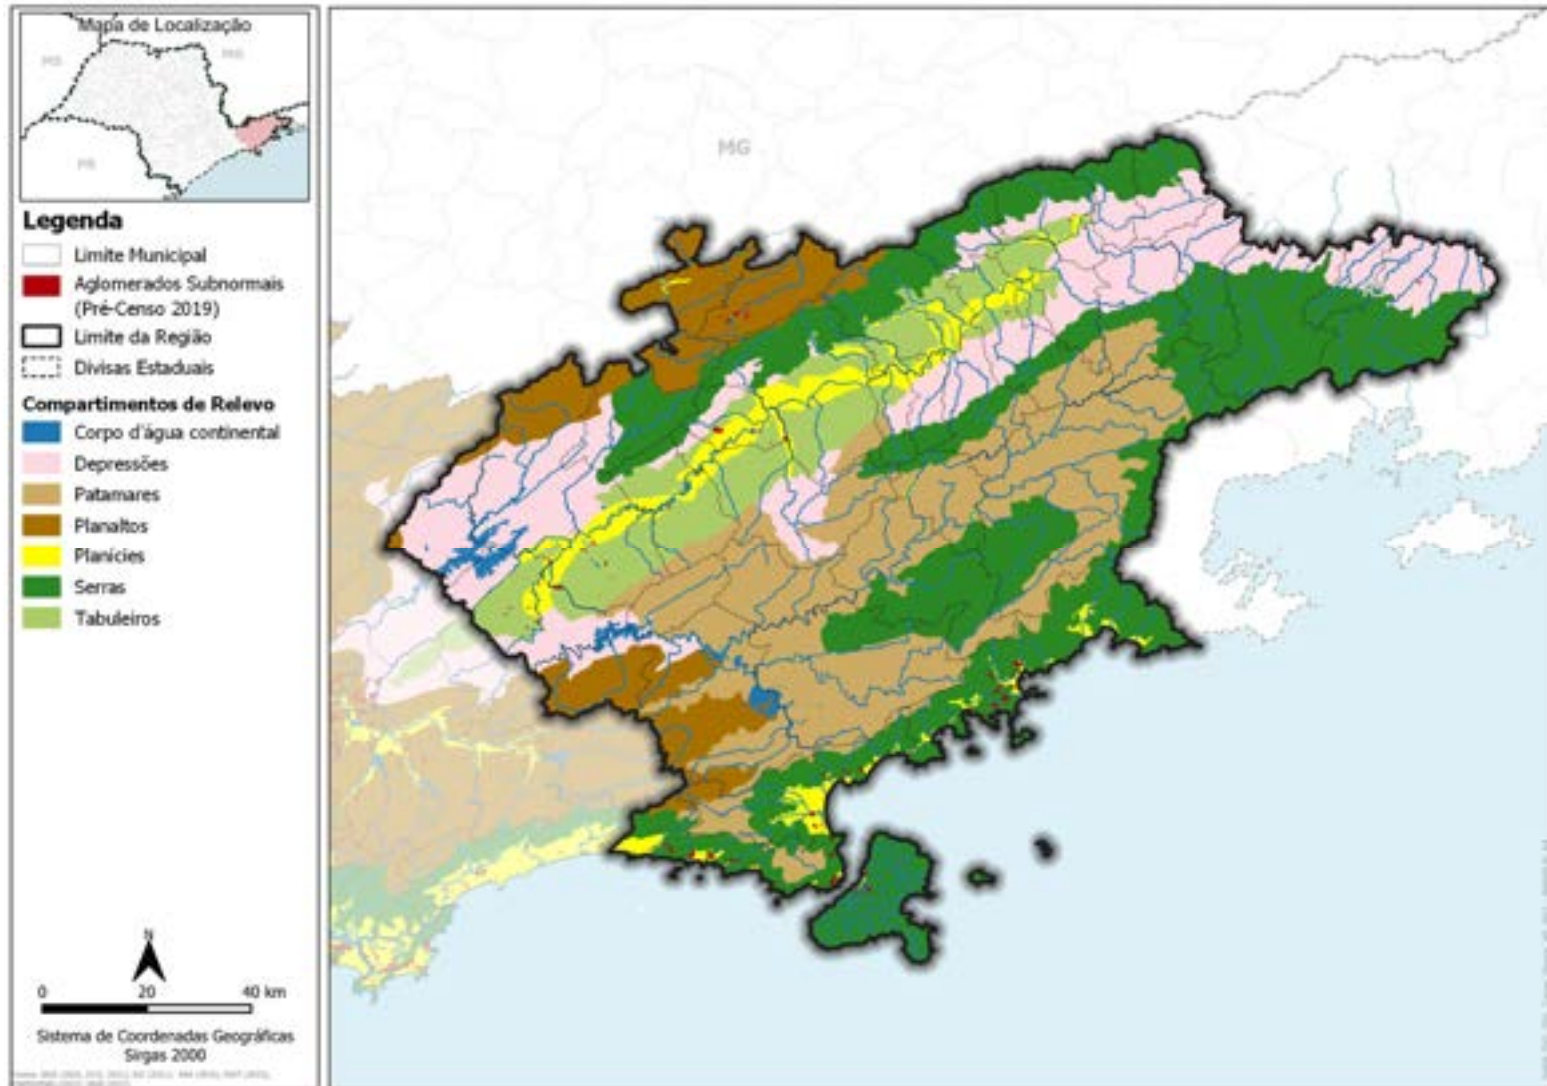 Mapa de Localização
MG
Legenda
Limite Municipal
Aglomerados Subnormais
(Pré-Censo 2019)
Limite da Região
Divisas Estaduais
Compartimentos de Relevo
Corpo d'água continental
Depressões
Patamares
Planaltos
Planícies
Serras
Tabuleiros
N
0 20 40 km
Sistema de Coordenadas Geográficas
Sirgas 2000
MG